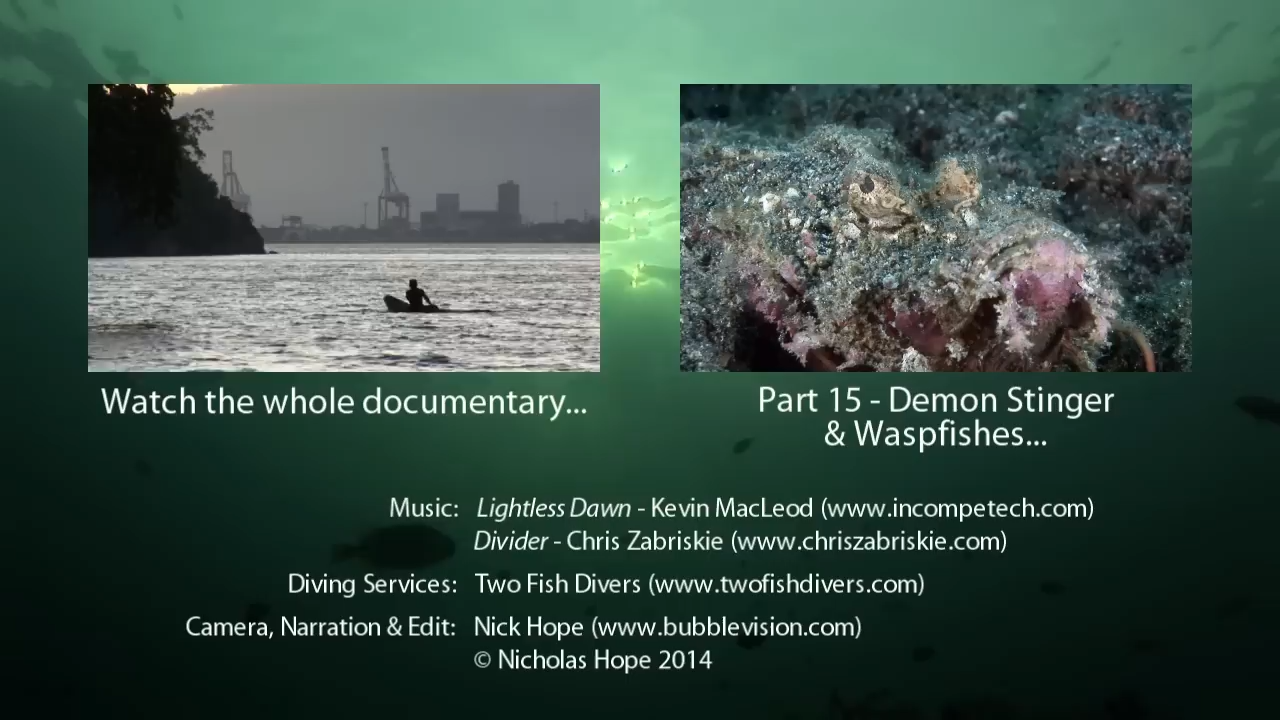 Watch the whole documentary...
Part 15 - Demon Stinger
& Waspfishes...
Music: Lightless Dawn - Kevin MacLeod (www.incompetech.com)
Divider - Chris Zabriskie (www.chriszabriskie.com)
Diving Services: Two Fish Divers (www.twofishdivers.com)
Camera, Narration & Edit: Nick Hope (www.bubblevision.com)
© Nicholas Hope 2014